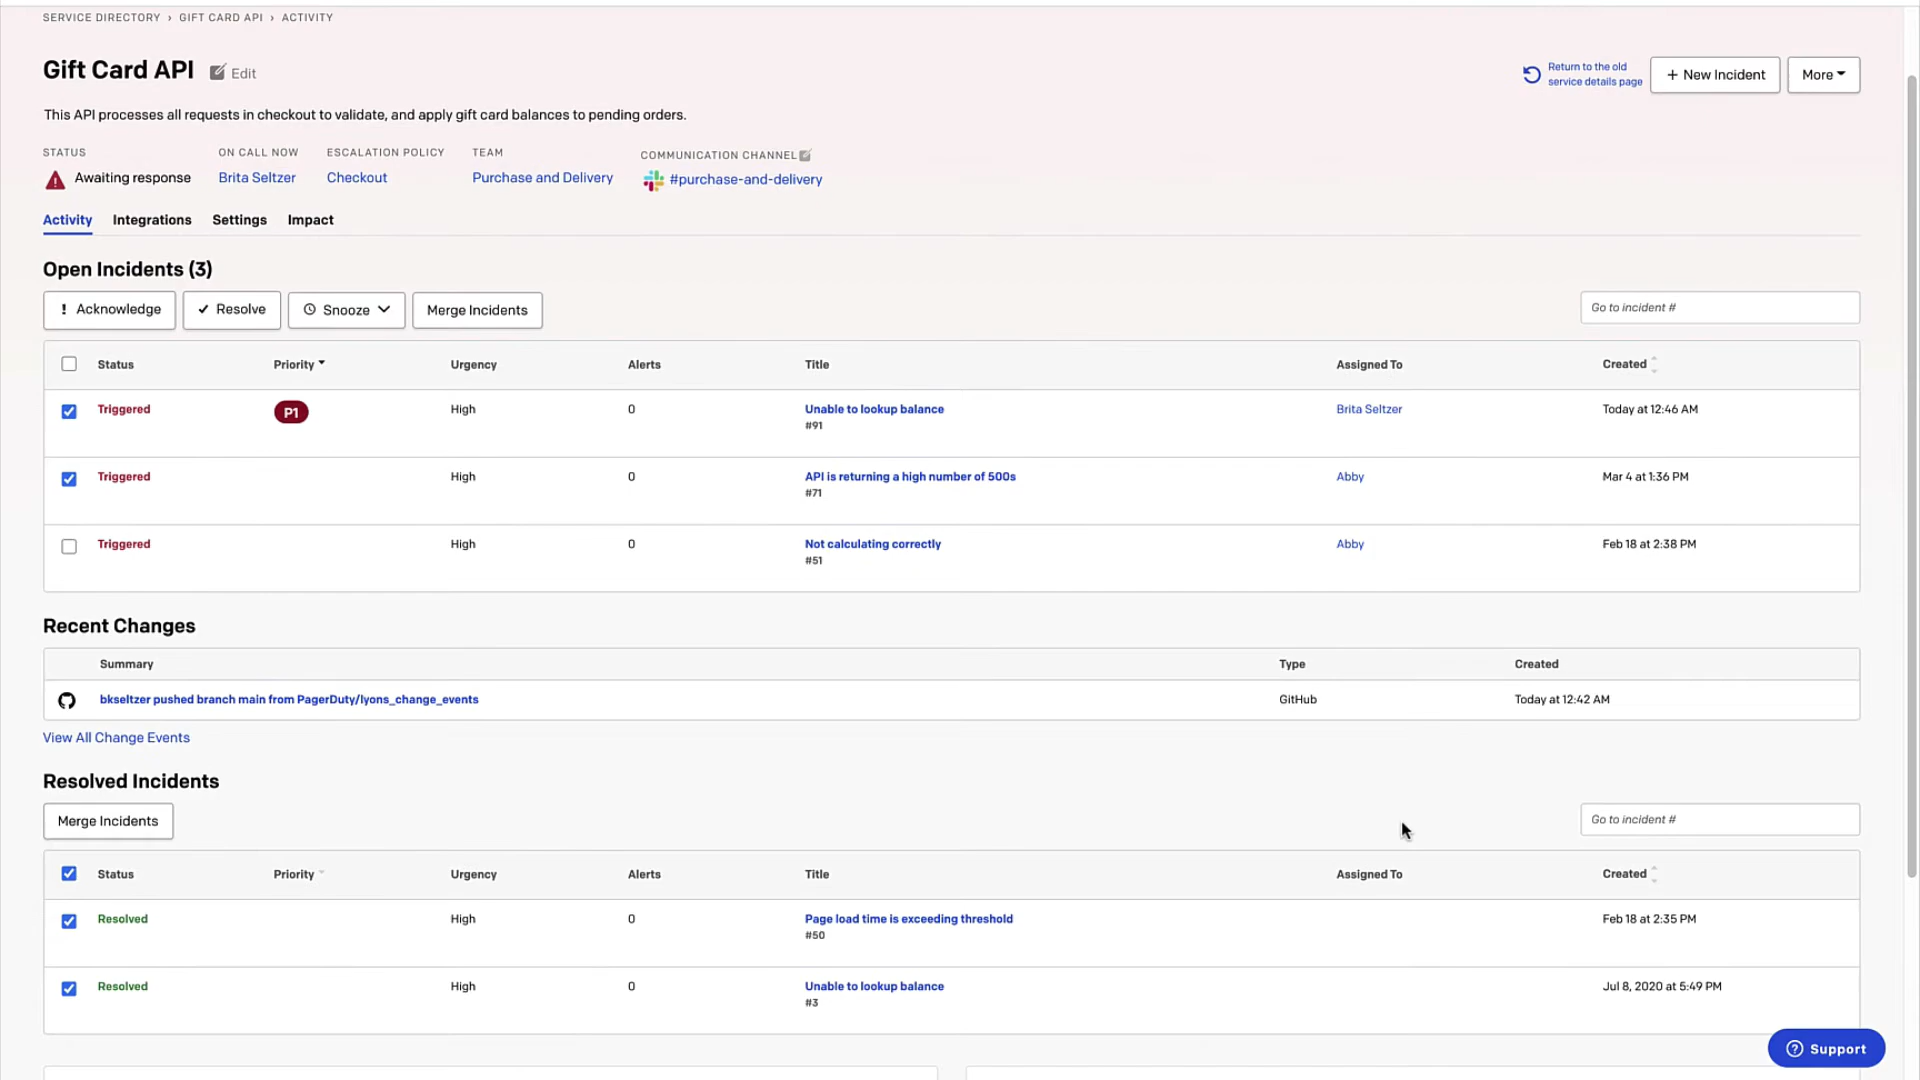 SERVICE DIRECTORY › GIFT CARD API › ACTIVITY
Gift Card API Edit
Return to the old
service details page
+ New Incident
More
This API processes all requests in checkout to validate, and apply gift card balances to pending orders.
STATUS ON CALL NOW ESCALATION POLICY TEAM COMMUNICATION CHANNEL
Awaiting response Brita Seltzer Checkout Purchase and Delivery #purchase-and-delivery
Activity Integrations Settings Impact
Open Incidents (3)
! Acknowledge Resolve Snooze Merge Incidents Go to incident #
Status Priority Urgency Alerts Title Assigned To Created
Triggered P1 High 0 Unable to lookup balance Brita Seltzer Today at 12:46 AM
#91
Triggered High 0 API is returning a high number of 500s Abby Mar 4 at 1:36 PM
#71
Triggered High 0 Not calculating correctly Abby Feb 18 at 2:38 PM
#51
Recent Changes
Summary Type Created
bkseltzer pushed branch main from PagerDuty/lyons_change_events GitHub Today at 12:42 AM
View All Change Events
Resolved Incidents
Merge Incidents Go to incident #
Status Priority Urgency Alerts Title Assigned To Created
Resolved High 0 Page load time is exceeding threshold Feb 18 at 2:35 PM
#50
Resolved High 0 Unable to lookup balance Jul 8, 2020 at 5:49 PM
#3
? Support